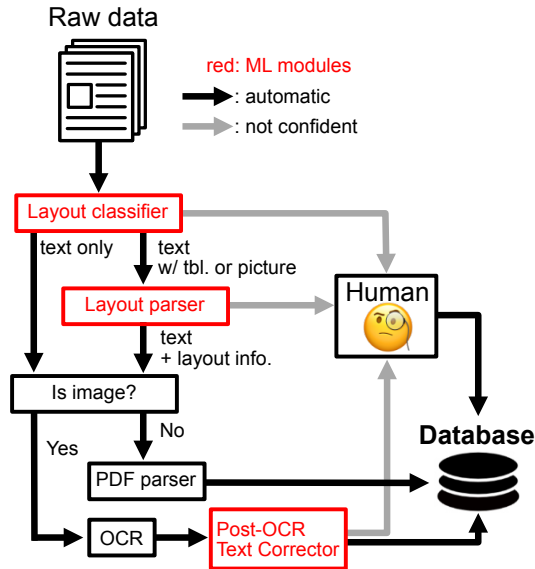 Raw data
red: ML modules
: automatic
: not confident
Layout classifier
text only
text
w/ tbl. or picture
Layout parser
Human
text
+ layout info.
Is image?
Yes
No
Database
PDF parser
OCR
Post-OCR
Text Corrector